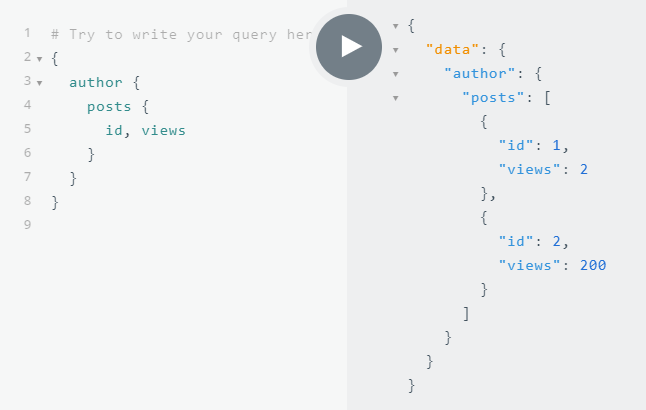 1 # Try to write your query her
2 {
3 author {
4 posts {
5 id, views
6 }
7 }
8 }
9
{
"data": {
"author": {
"posts": [
{
"id": 1,
"views": 2
},
{
"id": 2,
"views": 200
}
]
}
}
}